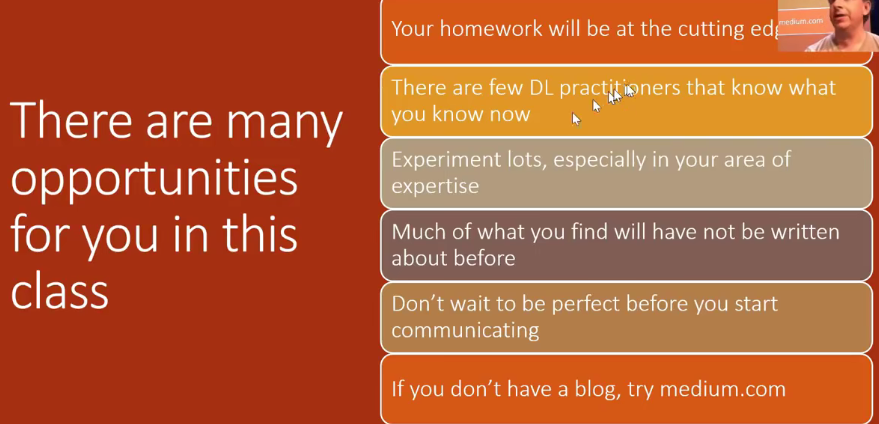 There are many
opportunities
for you in this
class
Your homework will be at the cutting
There are few DL practitioners that know what
you know now
Experiment lots, especially in your area of
expertise
Much of what you find will have not be written
about before
Don't wait to be perfect before you start
communicating
If you don't have a blog, try medium.com
medium.com